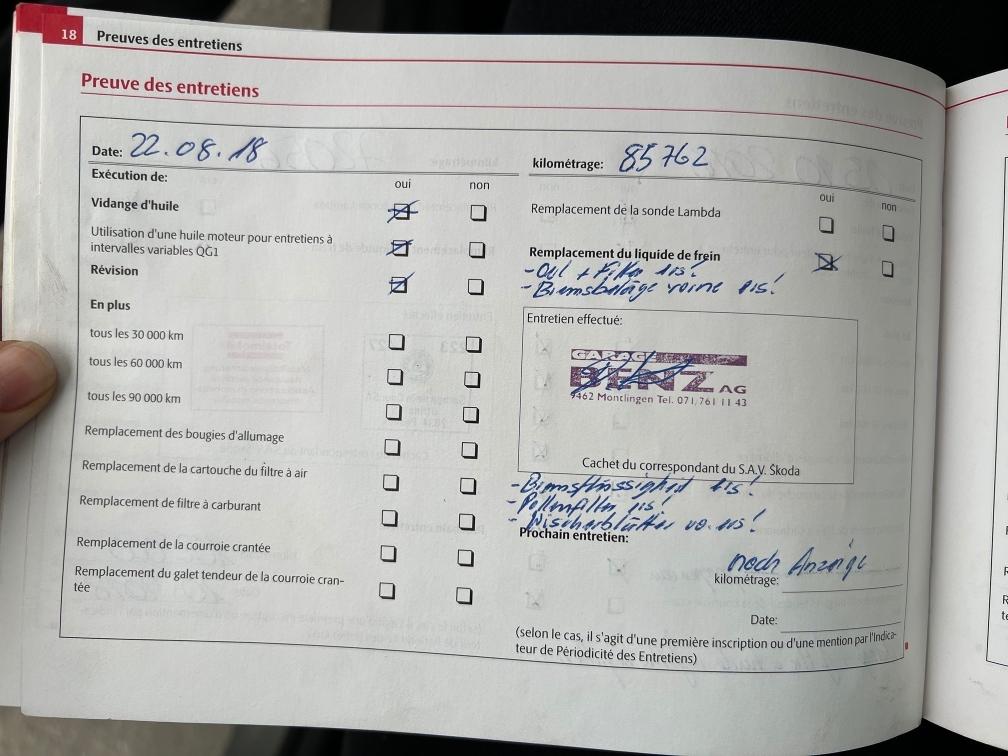 18 Preuves des entretiens
Preuve des entretiens
Date: 22.08.18
kilométrage: 85762
Exécution de:
oui non
Vidange d'huile
Utilisation d'une huile moteur pour entretiens à
intervalles variables QG1
Révision
En plus
tous les 30 000 km
tous les 60 000 km
tous les 90 000 km
Remplacement des bougies d'allumage
Remplacement de la cartouche du filtre à air
Remplacement de filtre à carburant
Remplacement de la courroie crantée
Remplacement du galet tendeur de la courroie cran-
tée
oui non
Remplacement de la sonde Lambda
Remplacement du liquide de frein
- Oel + Filter ers!
- Bremsbeläge vorne ers!
Entretien effectué:
GARAGE
BENZ AG
9462 Montlingen Tel. 071/761 11 43
Cachet du correspondant du S.A.V. Škoda
- Bremsflüssigkeit ers!
- Pollenfilter ers!
- Wischerblätter vo. ers!
Prochain entretien:
nach Anzeige
kilométrage:
Date:
(selon le cas, il s'agit d'une première inscription ou d'une mention par l'Indica-
teur de Périodicité des Entretiens)